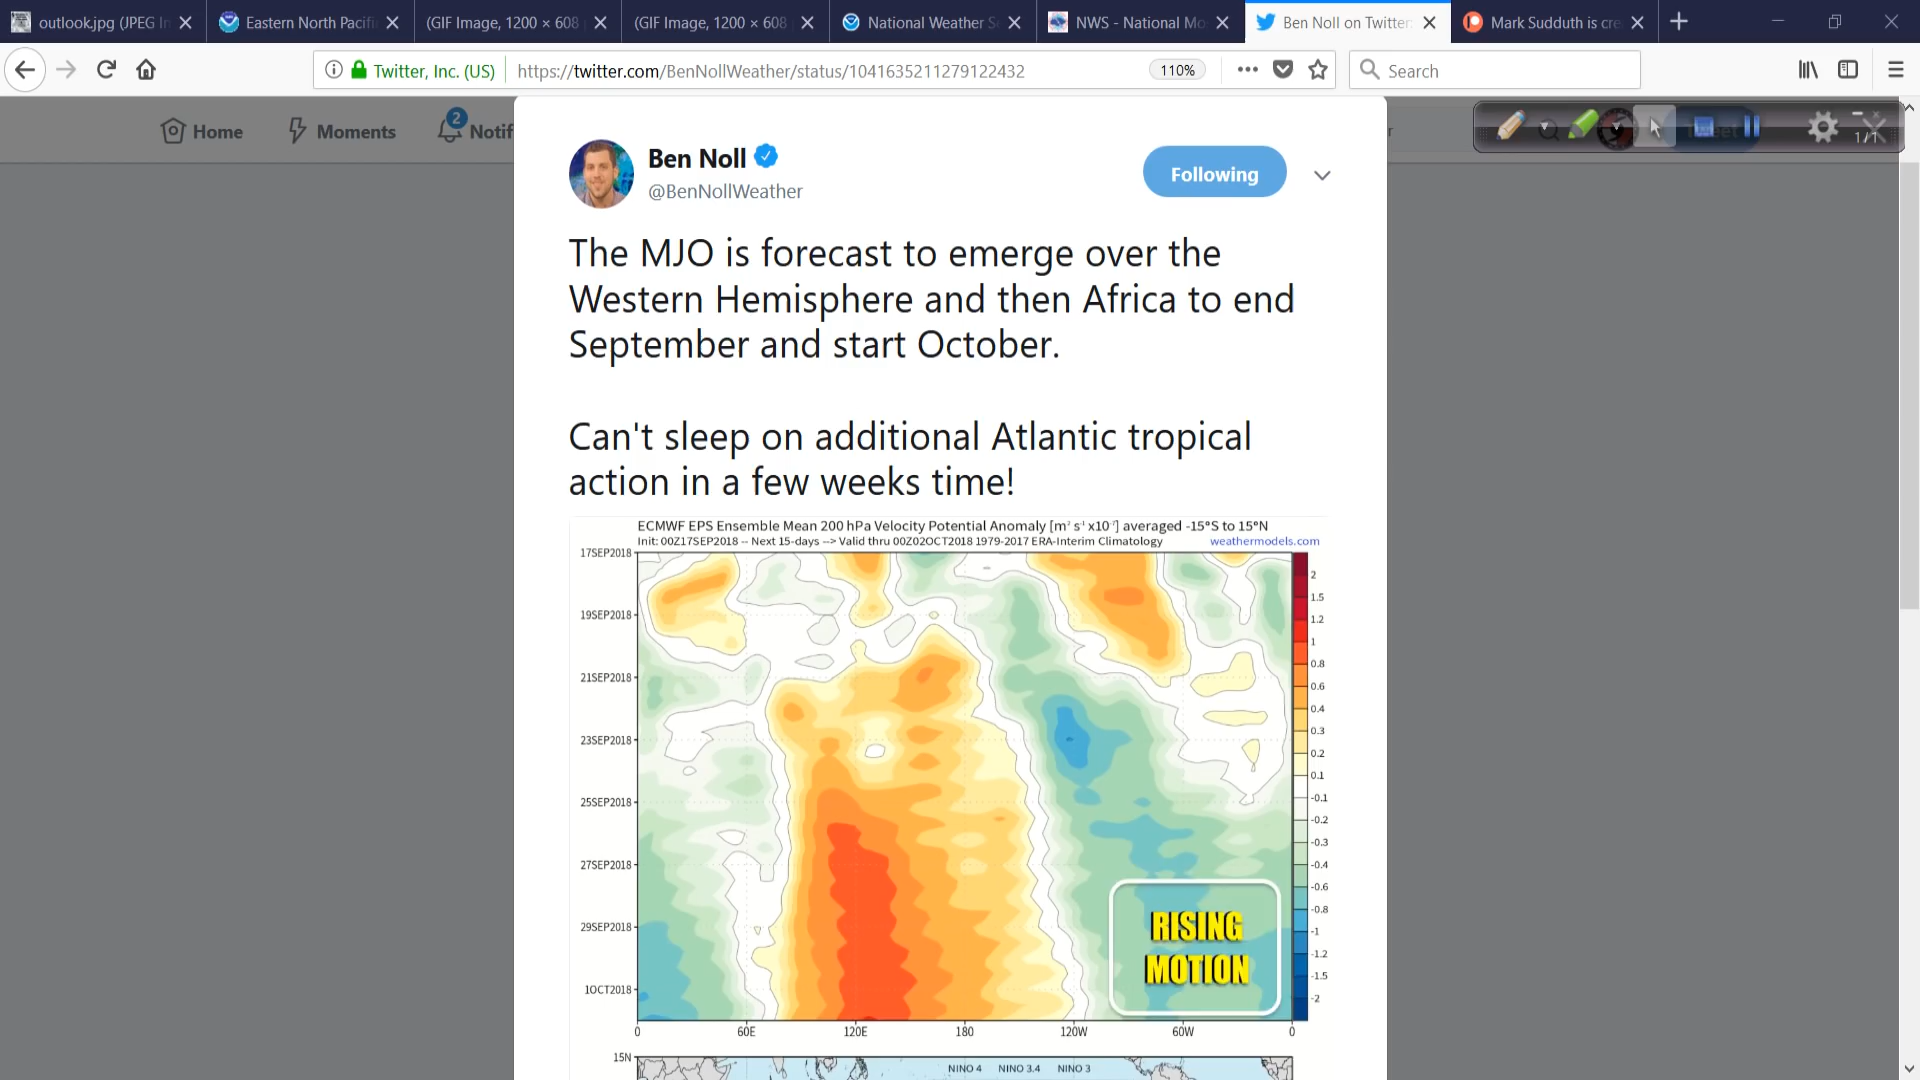 outlook.jpg (JPEG In
Eastern North Pacific
(GIF Image, 1200 × 608
(GIF Image, 1200 × 608
National Weather S
NWS - National Mo
Ben Noll on Twitter:
Mark Sudduth is cre
Twitter, Inc. (US)
https://twitter.com/BenNollWeather/status/1041635211279122432
110%
Search
Home
Moments
2
Notif
1/1
Ben Noll
@BenNollWeather
Following
The MJO is forecast to emerge over the
Western Hemisphere and then Africa to end
September and start October.
Can't sleep on additional Atlantic tropical
action in a few weeks time!
ECMWF EPS Ensemble Mean 200 hPa Velocity Potential Anomaly [m² s⁻¹ x10⁻⁷] averaged -15°S to 15°N
Init: 00Z17SEP2018 -- Next 15-days --> Valid thru 00Z02OCT2018 1979-2017 ERA-Interim Climatology
weathermodels.com
17SEP2018
19SEP2018
21SEP2018
23SEP2018
25SEP2018
27SEP2018
29SEP2018
1OCT2018
2
1.5
1.2
1
0.8
0.6
0.4
0.3
0.2
0.1
-0.1
-0.2
-0.3
-0.4
-0.6
-0.8
-1
-1.2
-1.5
-2
RISING
MOTION
0 60E 120E 180 120W 60W 0
15N
NINO 4 NINO 3.4 NINO 3